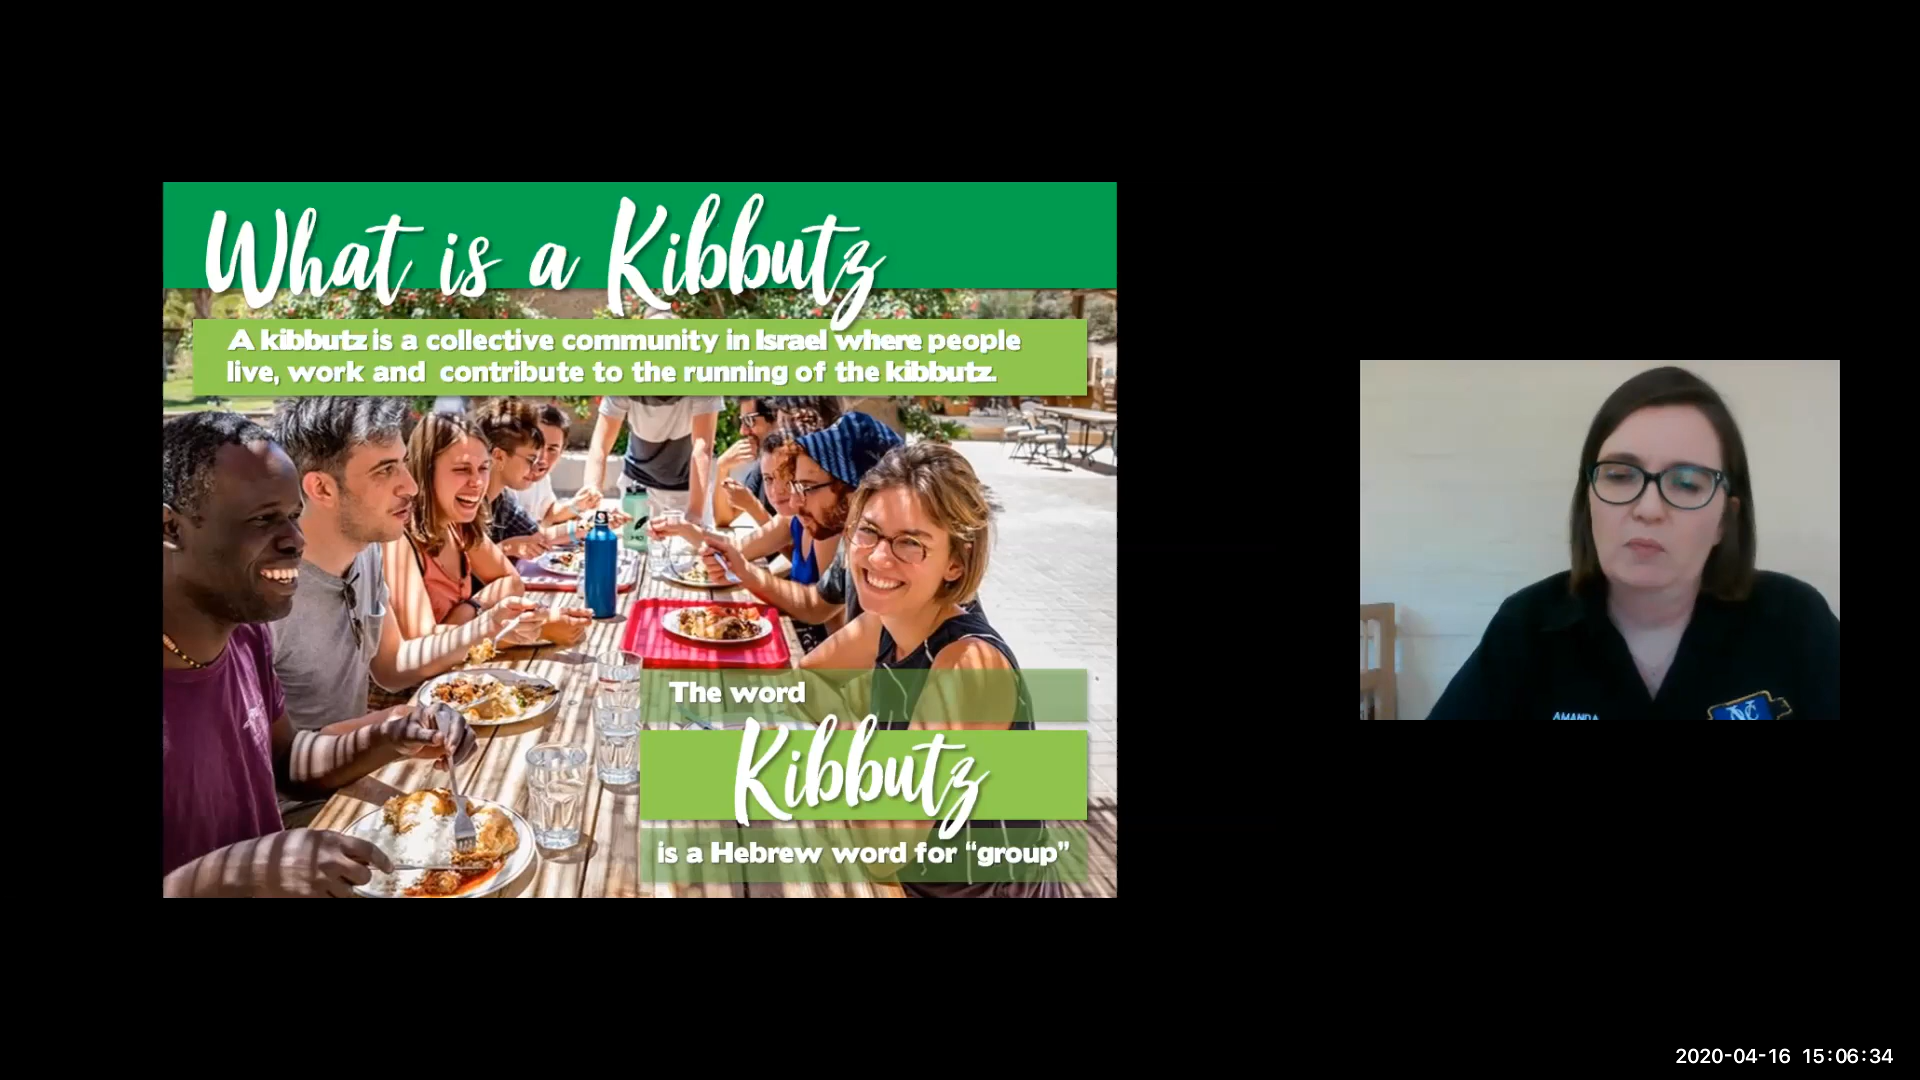 What is a Kibbutz
A kibbutz is a collective community in Israel where people
live, work and contribute to the running of the kibbutz.
The word
Kibbutz
is a Hebrew word for “group”
AMANDA
2020-04-16 15:06:34